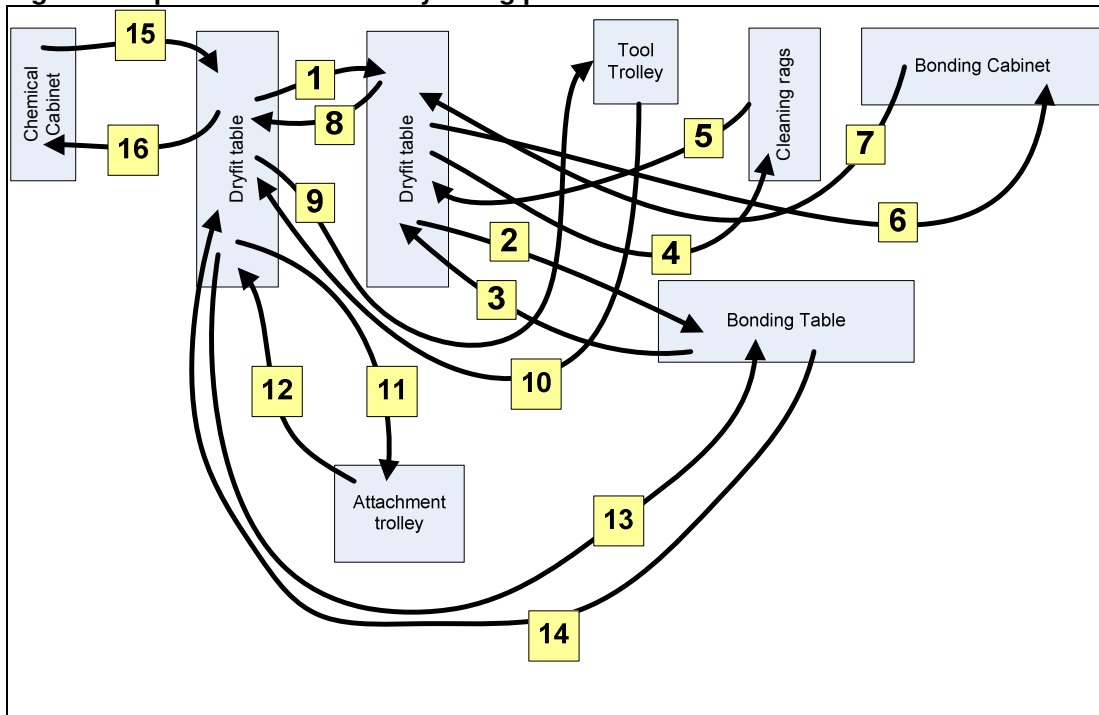 15
Chemical
Cabinet
16
Dryfit table
1
8
9
Dryfit table
Tool
Trolley
Cleaning rags
Bonding Cabinet
5
7
6
4
2
3
Bonding Table
10
12
11
Attachment
trolley
13
14